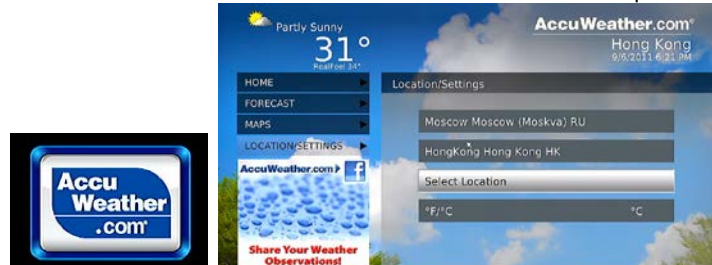 Accu
Weather
.com
Partly Sunny
31°
RealFeel 34°
AccuWeather.com®
Hong Kong
9/6/2011 6:21 PM
HOME
FORECAST
MAPS
LOCATION/SETTINGS
AccuWeather.com
f
Share Your Weather
Observations!
Location/Settings
Moscow Moscow (Moskva) RU
HongKong Hong Kong HK
Select Location
°F/°C °C